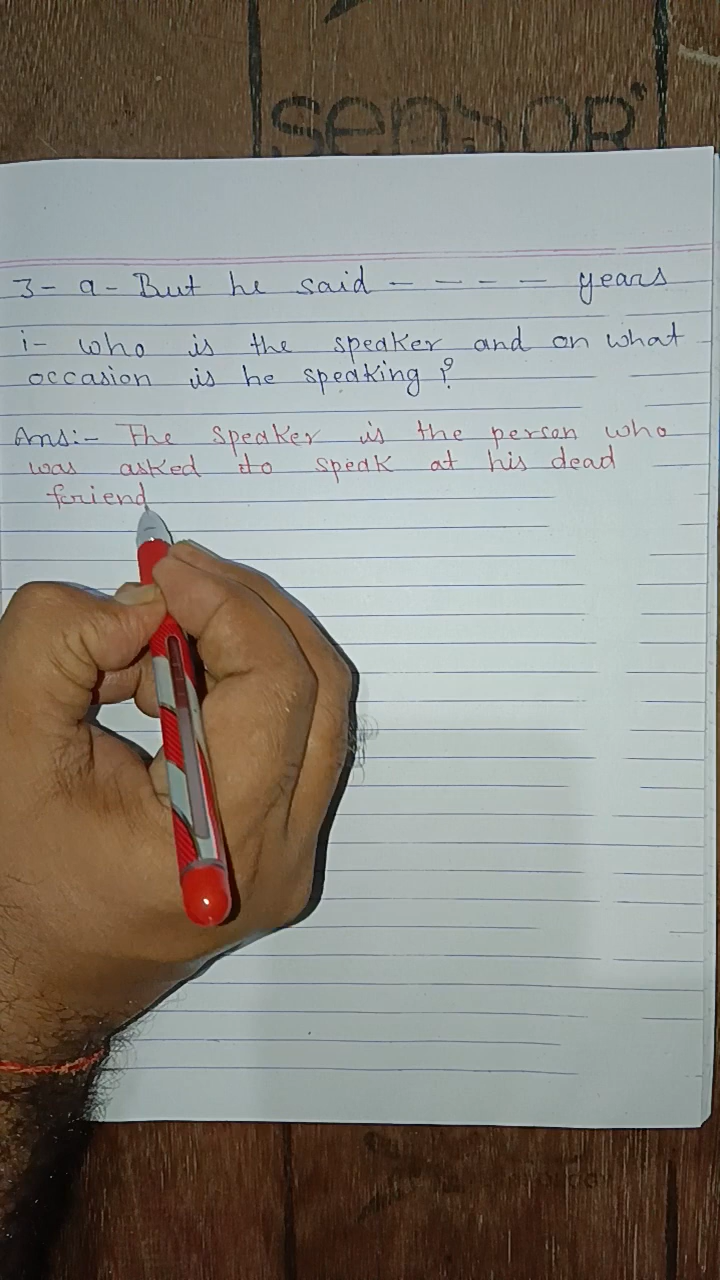 SENSOR
3- a- But he said - - - - years
i- who is the speaker and on what
occasion is he speaking ?
Ans:- The speaker is the person who
was asked to speak at his dead
friend